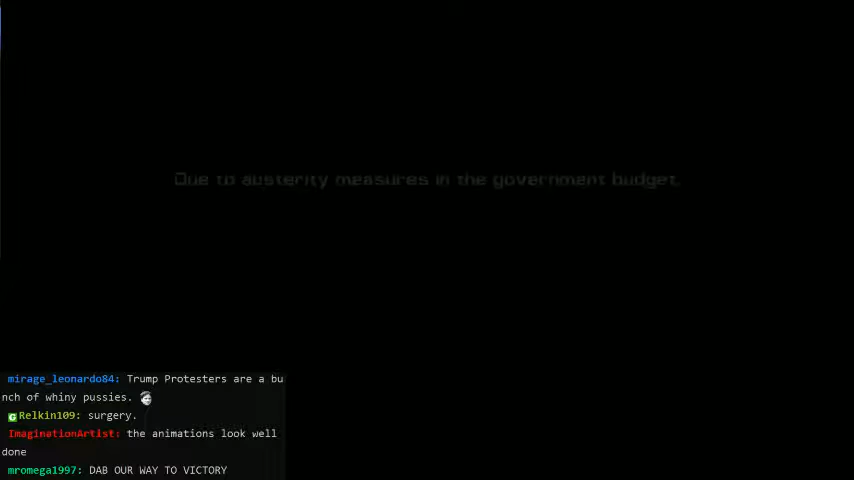 Due to austerity measures in the government budget,
mirage_leonardo84: Trump Protesters are a bu
nch of whiny pussies.
G Relkin109: surgery.
ImaginationArtist: the animations look well
done
mromega1997: DAB OUR WAY TO VICTORY